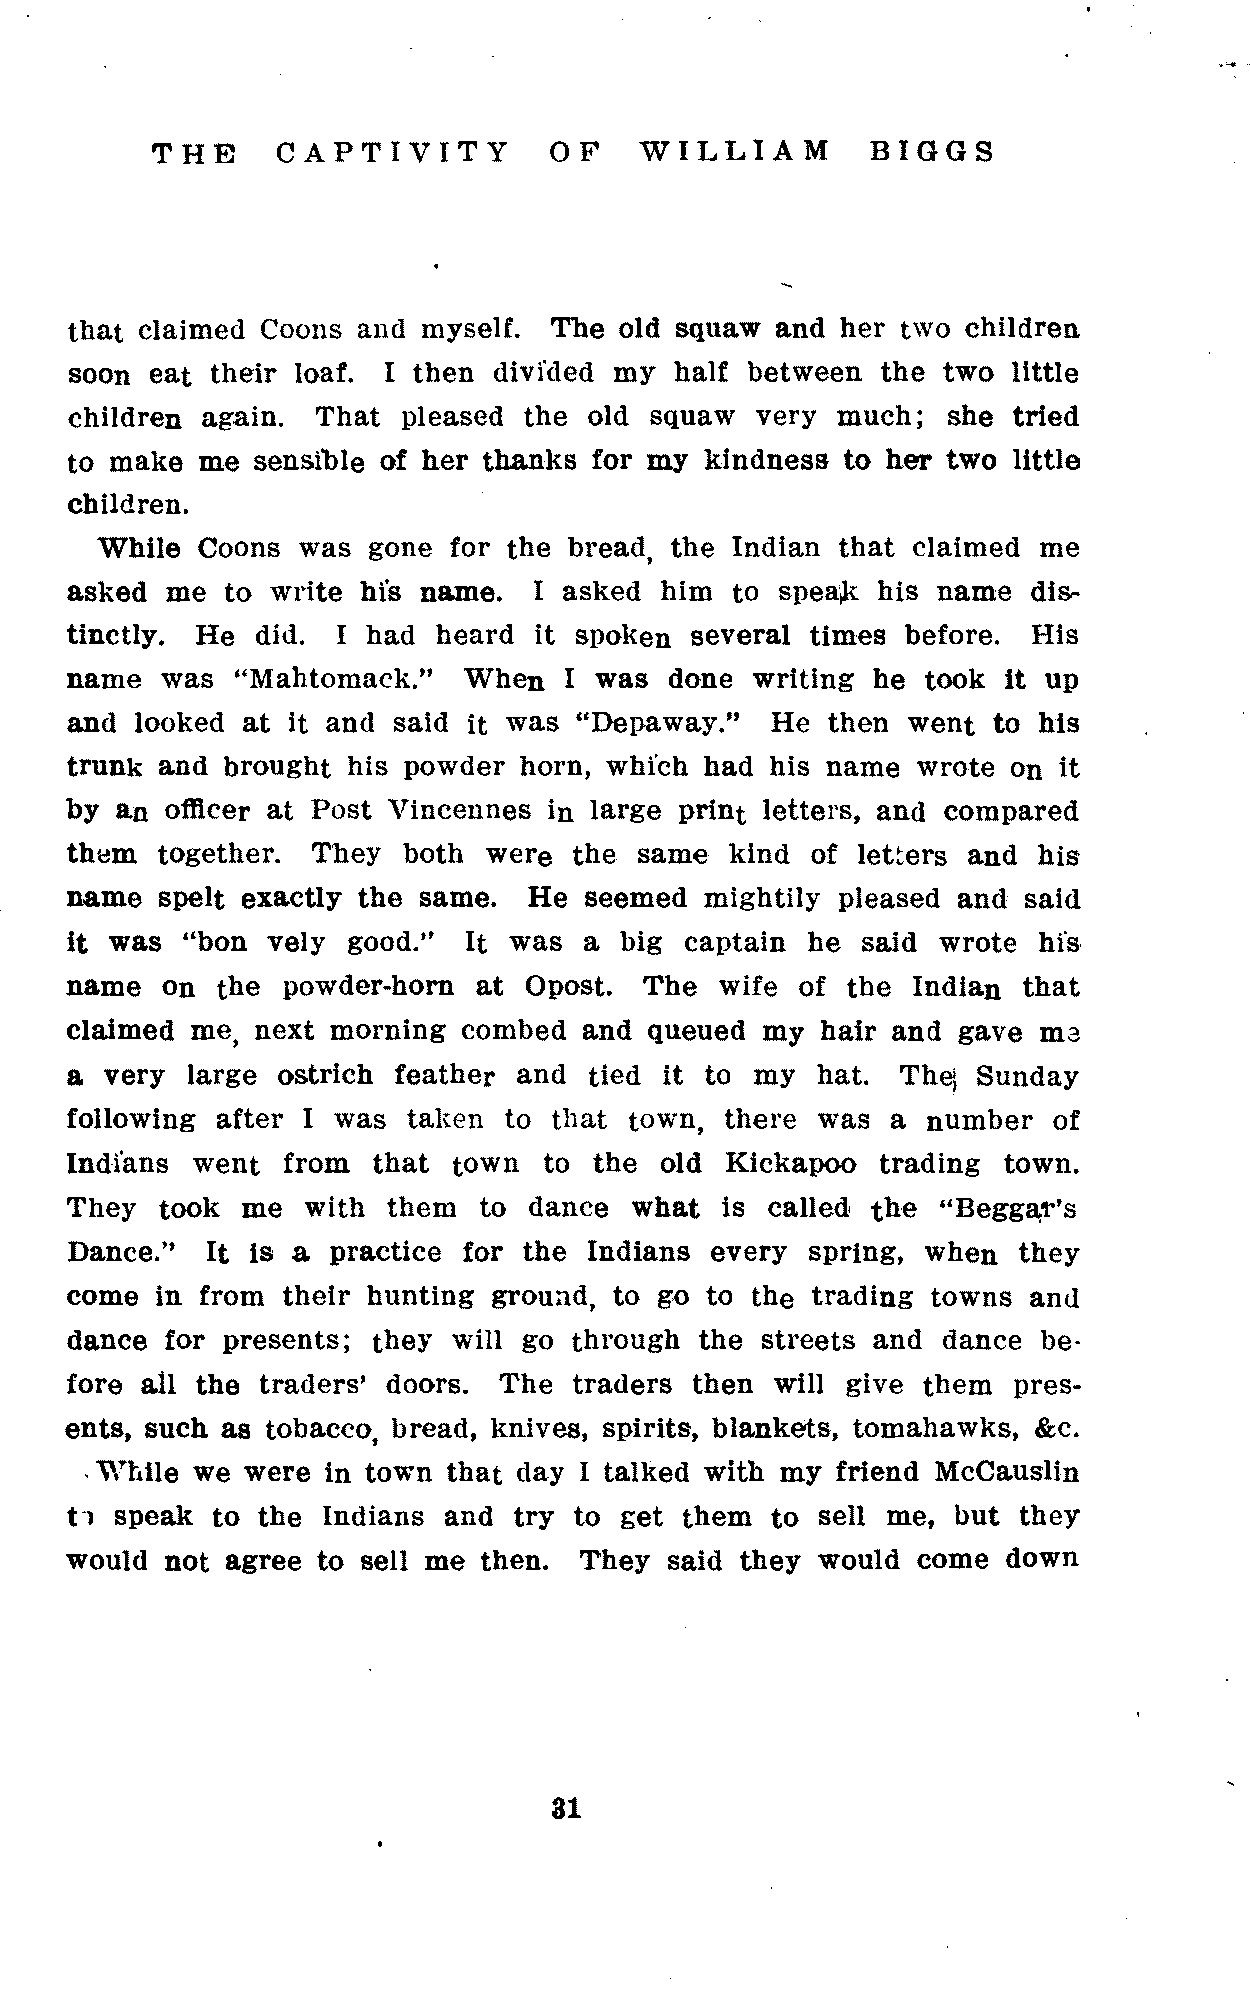 THE CAPTIVITY OF WILLIAM BIGGS
that claimed Coons and myself. The old squaw and her two children
soon eat their loaf. I then divided my half between the two little
children again. That pleased the old squaw very much; she tried
to make me sensible of her thanks for my kindness to her two little
children.
While Coons was gone for the bread, the Indian that claimed me
asked me to write his name. I asked him to speak his name dis-
tinctly. He did. I had heard it spoken several times before. His
name was "Mahtomack." When I was done writing he took it up
and looked at it and said it was "Depaway." He then went to his
trunk and brought his powder horn, which had his name wrote on it
by an officer at Post Vincennes in large print letters, and compared
them together. They both were the same kind of letters and his
name spelt exactly the same. He seemed mightily pleased and said
it was "bon vely good." It was a big captain he said wrote his
name on the powder-horn at Opost. The wife of the Indian that
claimed me, next morning combed and queued my hair and gave me
a very large ostrich feather and tied it to my hat. The Sunday
following after I was taken to that town, there was a number of
Indians went from that town to the old Kickapoo trading town.
They took me with them to dance what is called the "Beggar's
Dance." It is a practice for the Indians every spring, when they
come in from their hunting ground, to go to the trading towns and
dance for presents; they will go through the streets and dance be-
fore all the traders' doors. The traders then will give them pres-
ents, such as tobacco, bread, knives, spirits, blankets, tomahawks, &c.
While we were in town that day I talked with my friend McCauslin
to speak to the Indians and try to get them to sell me, but they
would not agree to sell me then. They said they would come down
31